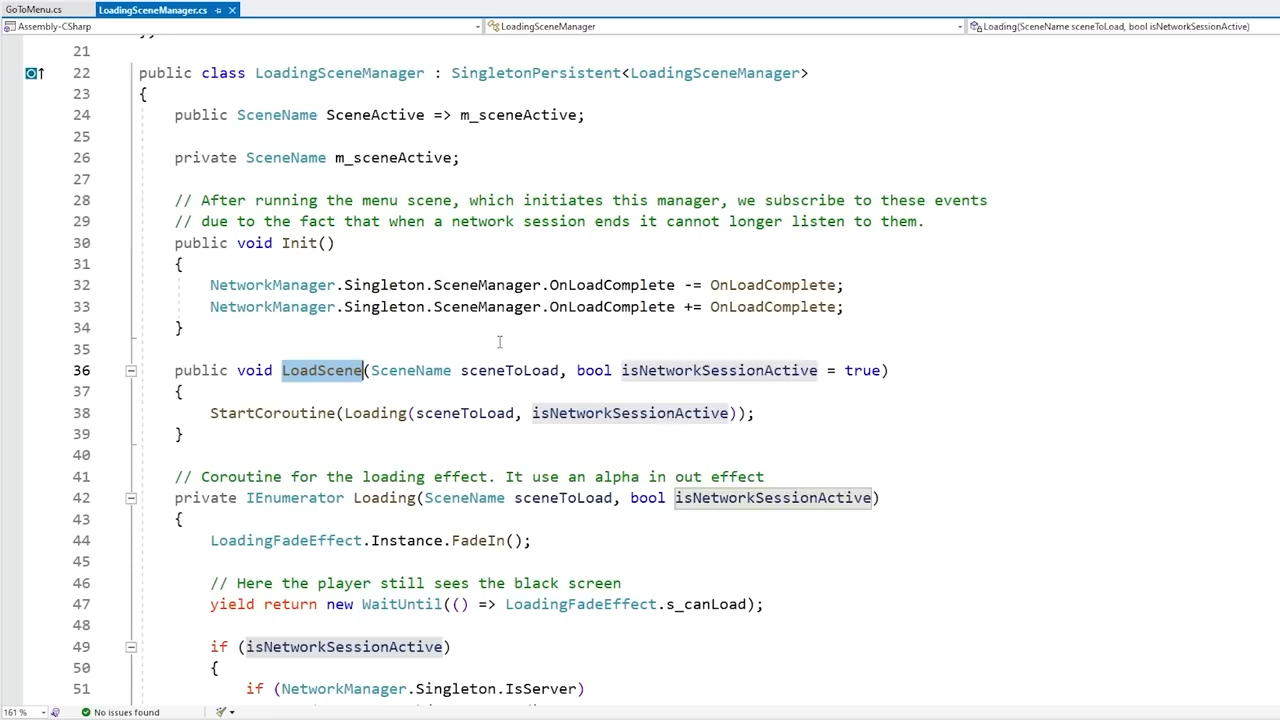 GoToMenu.cs LoadingSceneManager.cs
Assembly-CSharp LoadingSceneManager Loading(SceneName sceneToLoad, bool isNetworkSessionActive)
21
22 public class LoadingSceneManager : SingletonPersistent<LoadingSceneManager>
23 {
24 public SceneName SceneActive => m_sceneActive;
25
26 private SceneName m_sceneActive;
27
28 // After running the menu scene, which initiates this manager, we subscribe to these events
29 // due to the fact that when a network session ends it cannot longer listen to them.
30 public void Init()
31 {
32 NetworkManager.Singleton.SceneManager.OnLoadComplete -= OnLoadComplete;
33 NetworkManager.Singleton.SceneManager.OnLoadComplete += OnLoadComplete;
34 }
35
36 public void LoadScene(SceneName sceneToLoad, bool isNetworkSessionActive = true)
37 {
38 StartCoroutine(Loading(sceneToLoad, isNetworkSessionActive));
39 }
40
41 // Coroutine for the loading effect. It use an alpha in out effect
42 private IEnumerator Loading(SceneName sceneToLoad, bool isNetworkSessionActive)
43 {
44 LoadingFadeEffect.Instance.FadeIn();
45
46 // Here the player still sees the black screen
47 yield return new WaitUntil(() => LoadingFadeEffect.s_canLoad);
48
49 if (isNetworkSessionActive)
50 {
51 if (NetworkManager.Singleton.IsServer)
161 % No issues found